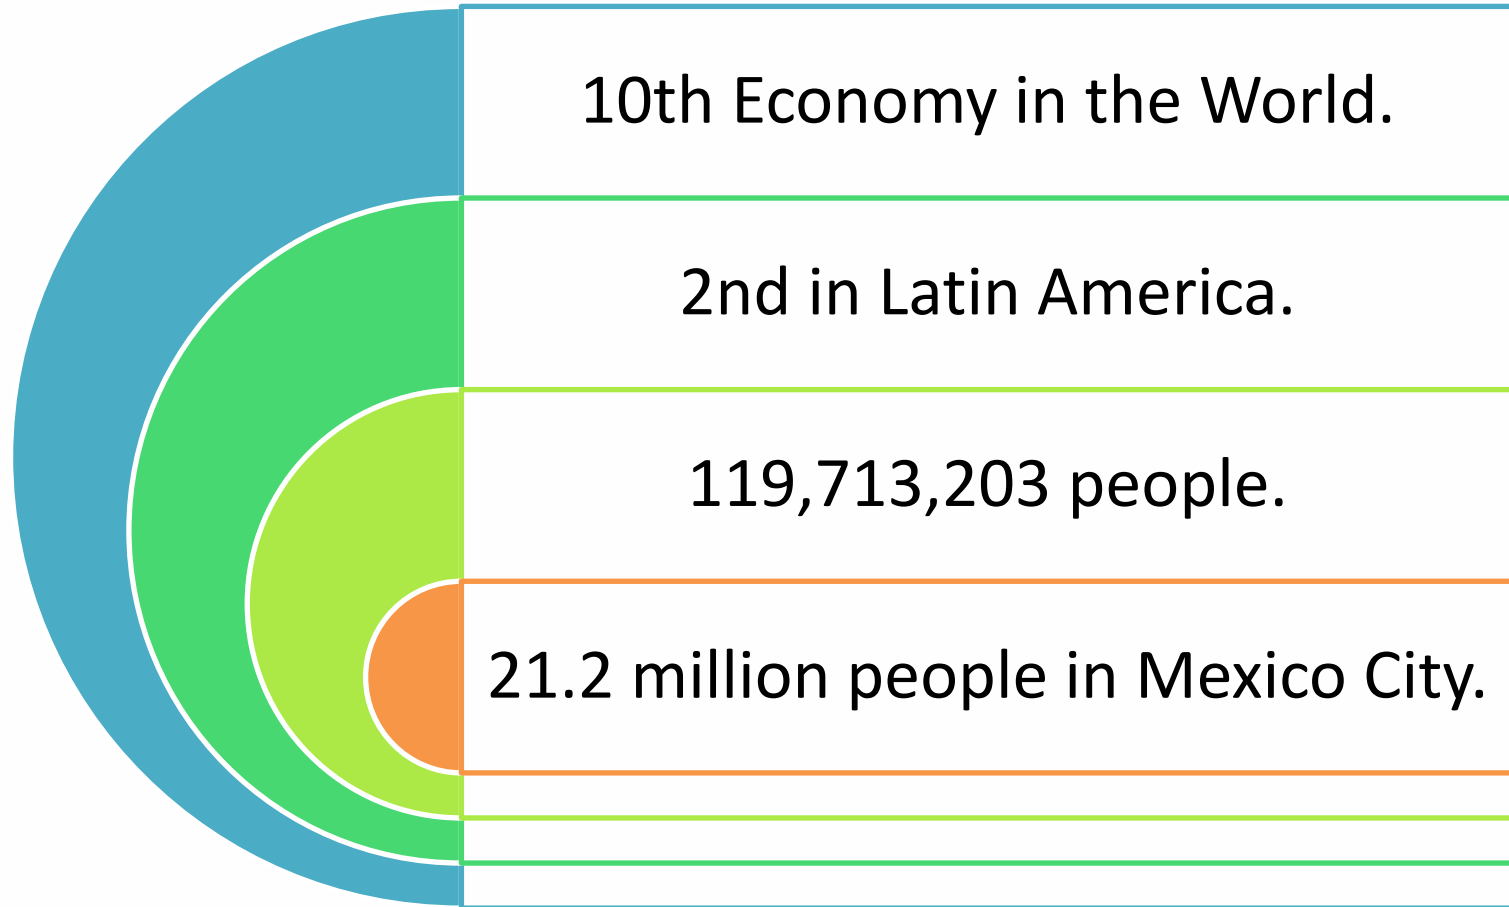 10th Economy in the World.
2nd in Latin America.
119,713,203 people.
21.2 million people in Mexico City.